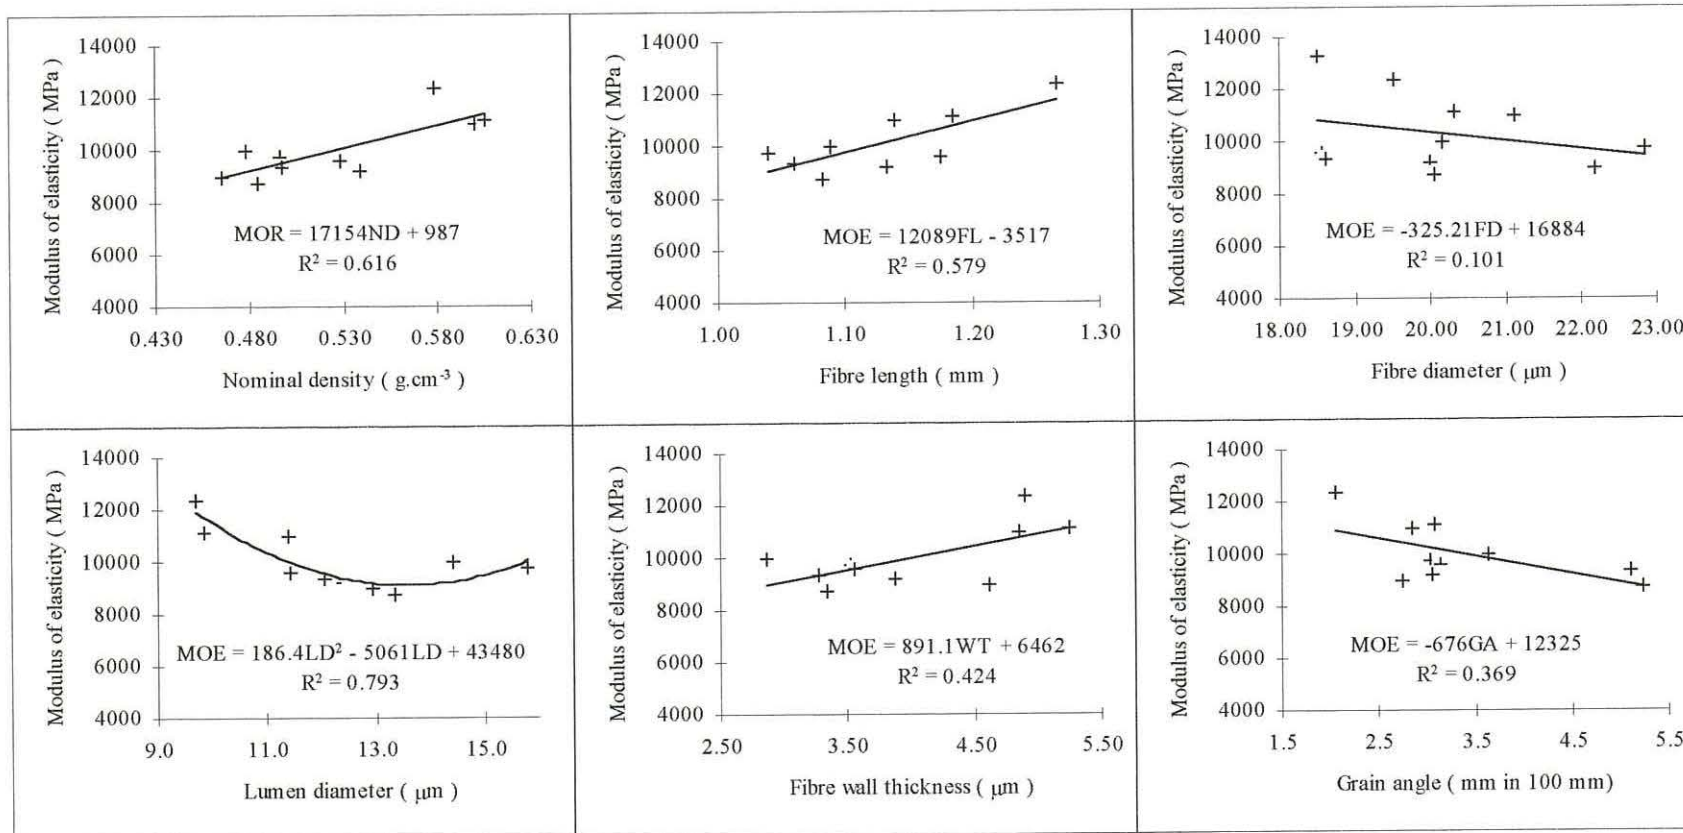 Modulus of elasticity ( MPa )
14000
12000
10000
8000
6000
4000
MOR = 17154ND + 987
R² = 0.616
0.430 0.480 0.530 0.580 0.630
Nominal density ( g.cm⁻³ )
Modulus of elasticity ( MPa )
14000
12000
10000
8000
6000
4000
MOE = 12089FL - 3517
R² = 0.579
1.00 1.10 1.20 1.30
Fibre length ( mm )
Modulus of elasticity ( MPa )
14000
12000
10000
8000
6000
4000
MOE = -325.21FD + 16884
R² = 0.101
18.00 19.00 20.00 21.00 22.00 23.00
Fibre diameter ( μm )
Modulus of elasticity ( MPa )
14000
12000
10000
8000
6000
4000
MOE = 186.4LD² - 5061LD + 43480
R² = 0.793
9.0 11.0 13.0 15.0
Lumen diameter ( μm )
Modulus of elasticity ( MPa )
14000
12000
10000
8000
6000
4000
MOE = 891.1WT + 6462
R² = 0.424
2.50 3.50 4.50 5.50
Fibre wall thickness ( μm )
Modulus of elasticity ( MPa )
14000
12000
10000
8000
6000
4000
MOE = -676GA + 12325
R² = 0.369
1.5 2.5 3.5 4.5 5.5
Grain angle ( mm in 100 mm)